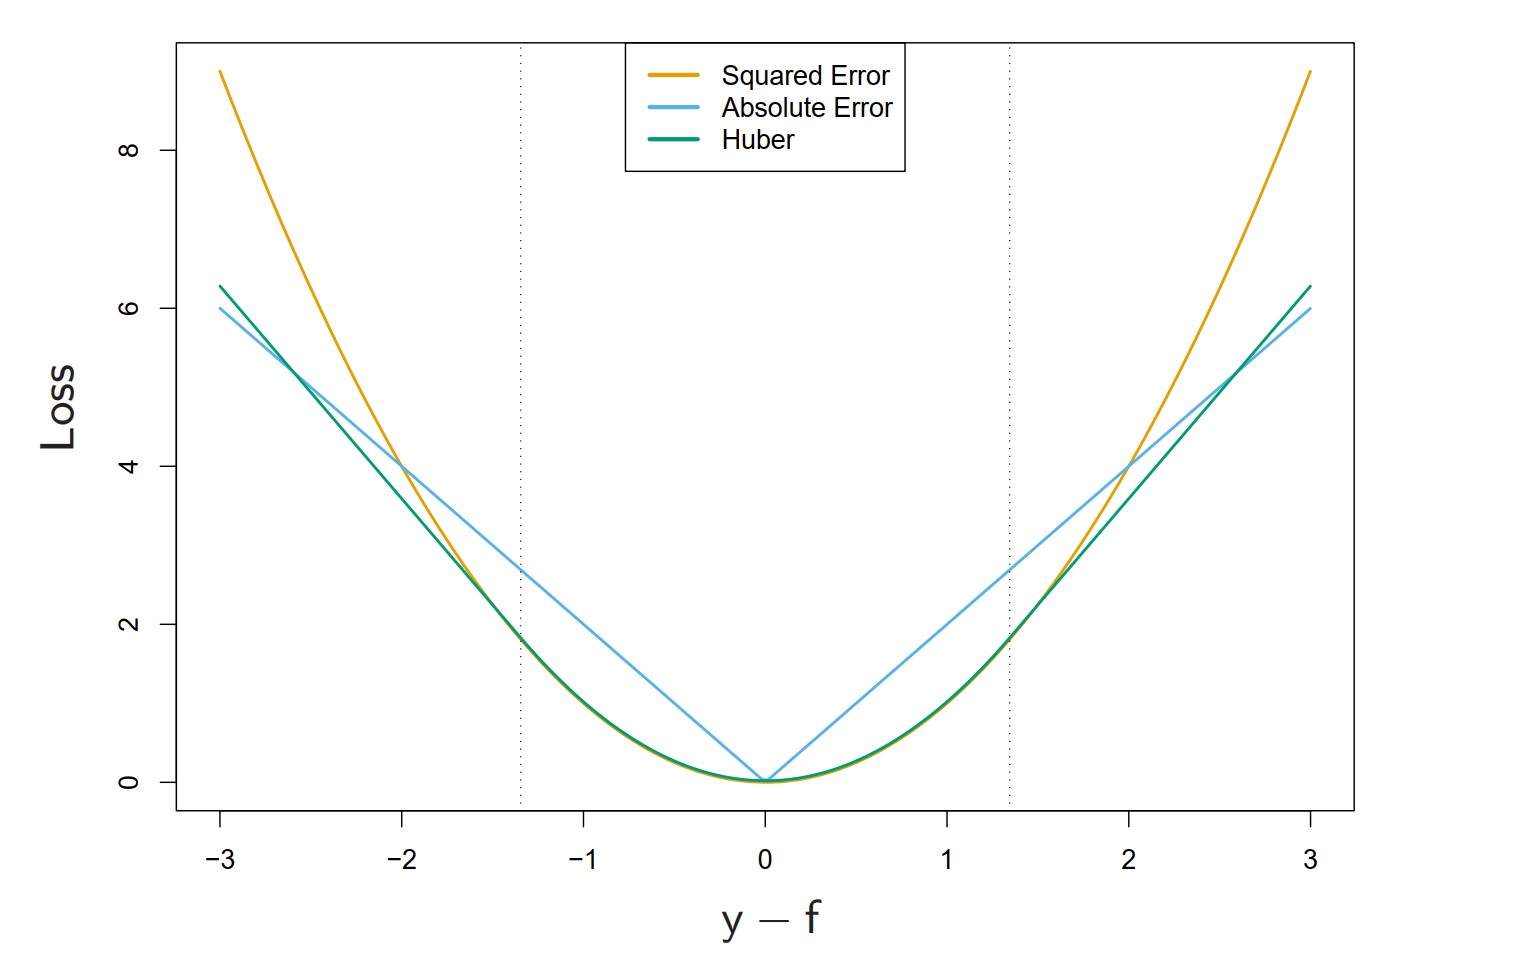 Squared Error
Absolute Error
Huber
8
6
4
2
0
Loss
−3 −2 −1 0 1 2 3
y − f